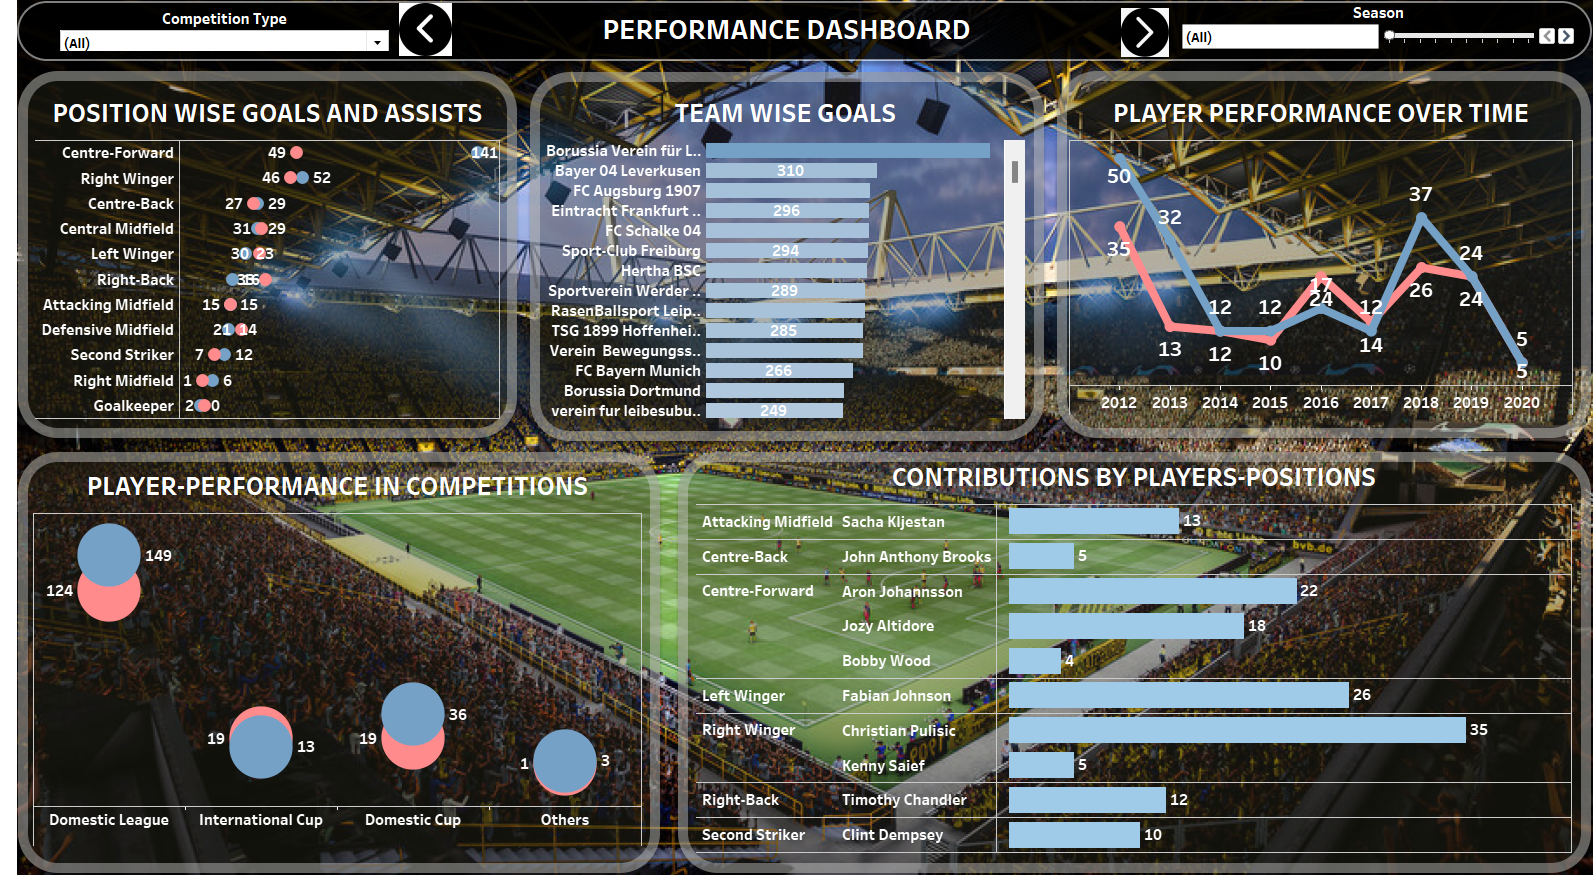 Competition Type
(All)
PERFORMANCE DASHBOARD
Season
(All)
POSITION WISE GOALS AND ASSISTS
Centre-Forward 49 141
Right Winger 46 52
Centre-Back 27 29
Central Midfield 31 29
Left Winger 30 23
Right-Back
Attacking Midfield 15 15
Defensive Midfield 21 14
Second Striker 7 12
Right Midfield 1 6
Goalkeeper 2 0
TEAM WISE GOALS
Borussia Verein für L..
Bayer 04 Leverkusen 310
FC Augsburg 1907
Eintracht Frankfurt .. 296
FC Schalke 04
Sport-Club Freiburg 294
Hertha BSC
Sportverein Werder .. 289
RasenBallsport Leip..
TSG 1899 Hoffenhei.. 285
Verein Bewegungss..
FC Bayern Munich 266
Borussia Dortmund
verein fur leibesubu.. 249
PLAYER PERFORMANCE OVER TIME
50 32 12 12 17 12 37 24 5
35 13 12 10 24 14 26 24 5
2012 2013 2014 2015 2016 2017 2018 2019 2020
PLAYER-PERFORMANCE IN COMPETITIONS
149
124
36
19 13
19
1 3
Domestic League International Cup Domestic Cup Others
CONTRIBUTIONS BY PLAYERS-POSITIONS
Attacking Midfield Sacha Kljestan 13
Centre-Back John Anthony Brooks 5
Centre-Forward Aron Johannsson 22
Jozy Altidore 18
Bobby Wood 4
Left Winger Fabian Johnson 26
Right Winger Christian Pulisic 35
Kenny Saief 5
Right-Back Timothy Chandler 12
Second Striker Clint Dempsey 10